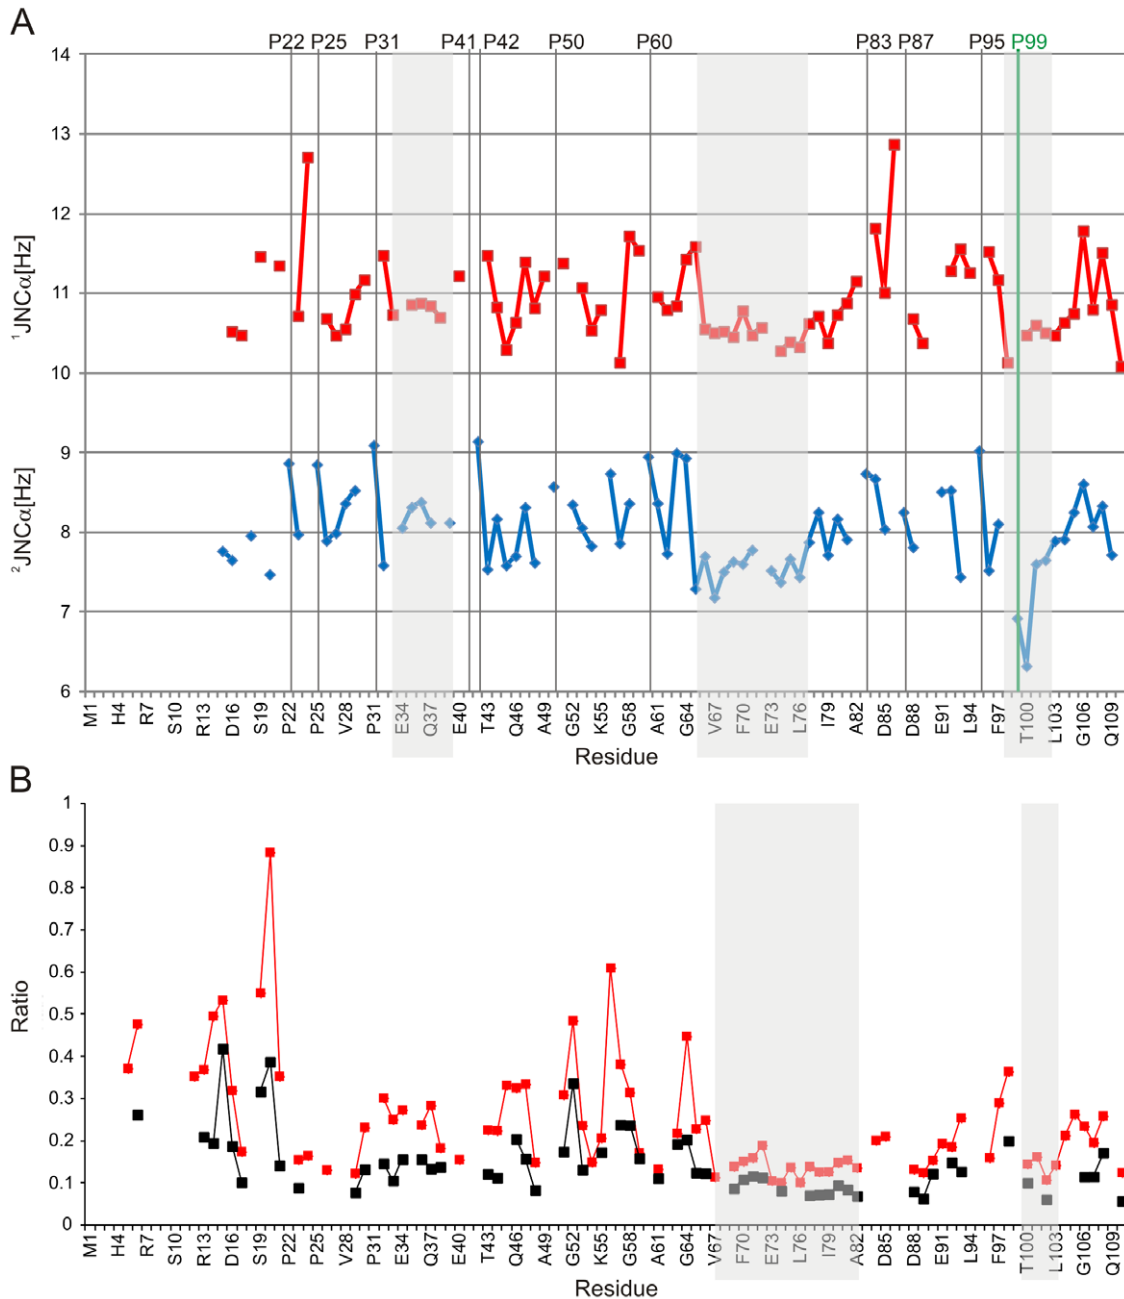 A
P22 P25 P31 P41 P42 P50 P60 P83 P87 P95 P99
14
13
12
11
10
9
8
7
6
¹JNCα[Hz]
²JNCα[Hz]
M1 H4 R7 S10 R13 D16 S19 P22 P25 V28 P31 E34 Q37 E40 T43 Q46 A49 G52 K55 G58 A61 G64 V67 F70 E73 L76 I79 A82 D85 D88 E91 L94 F97 T100 L103 G106 Q109
Residue
B
1
0.9
0.8
0.7
0.6
0.5
0.4
0.3
0.2
0.1
0
Ratio
M1 H4 R7 S10 R13 D16 S19 P22 P25 V28 P31 E34 Q37 E40 T43 Q46 A49 G52 K55 G58 A61 G64 V67 F70 E73 L76 I79 A82 D85 D88 E91 L94 F97 T100 L103 G106 Q109
Residue